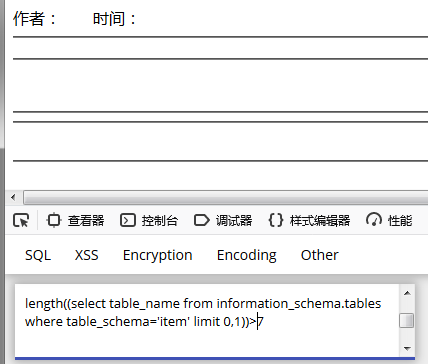 作者： 时间：
查看器 控制台 调试器 样式编辑器 性能
SQL XSS Encryption Encoding Other
length((select table_name from information_schema.tables
where table_schema='item' limit 0,1))>7